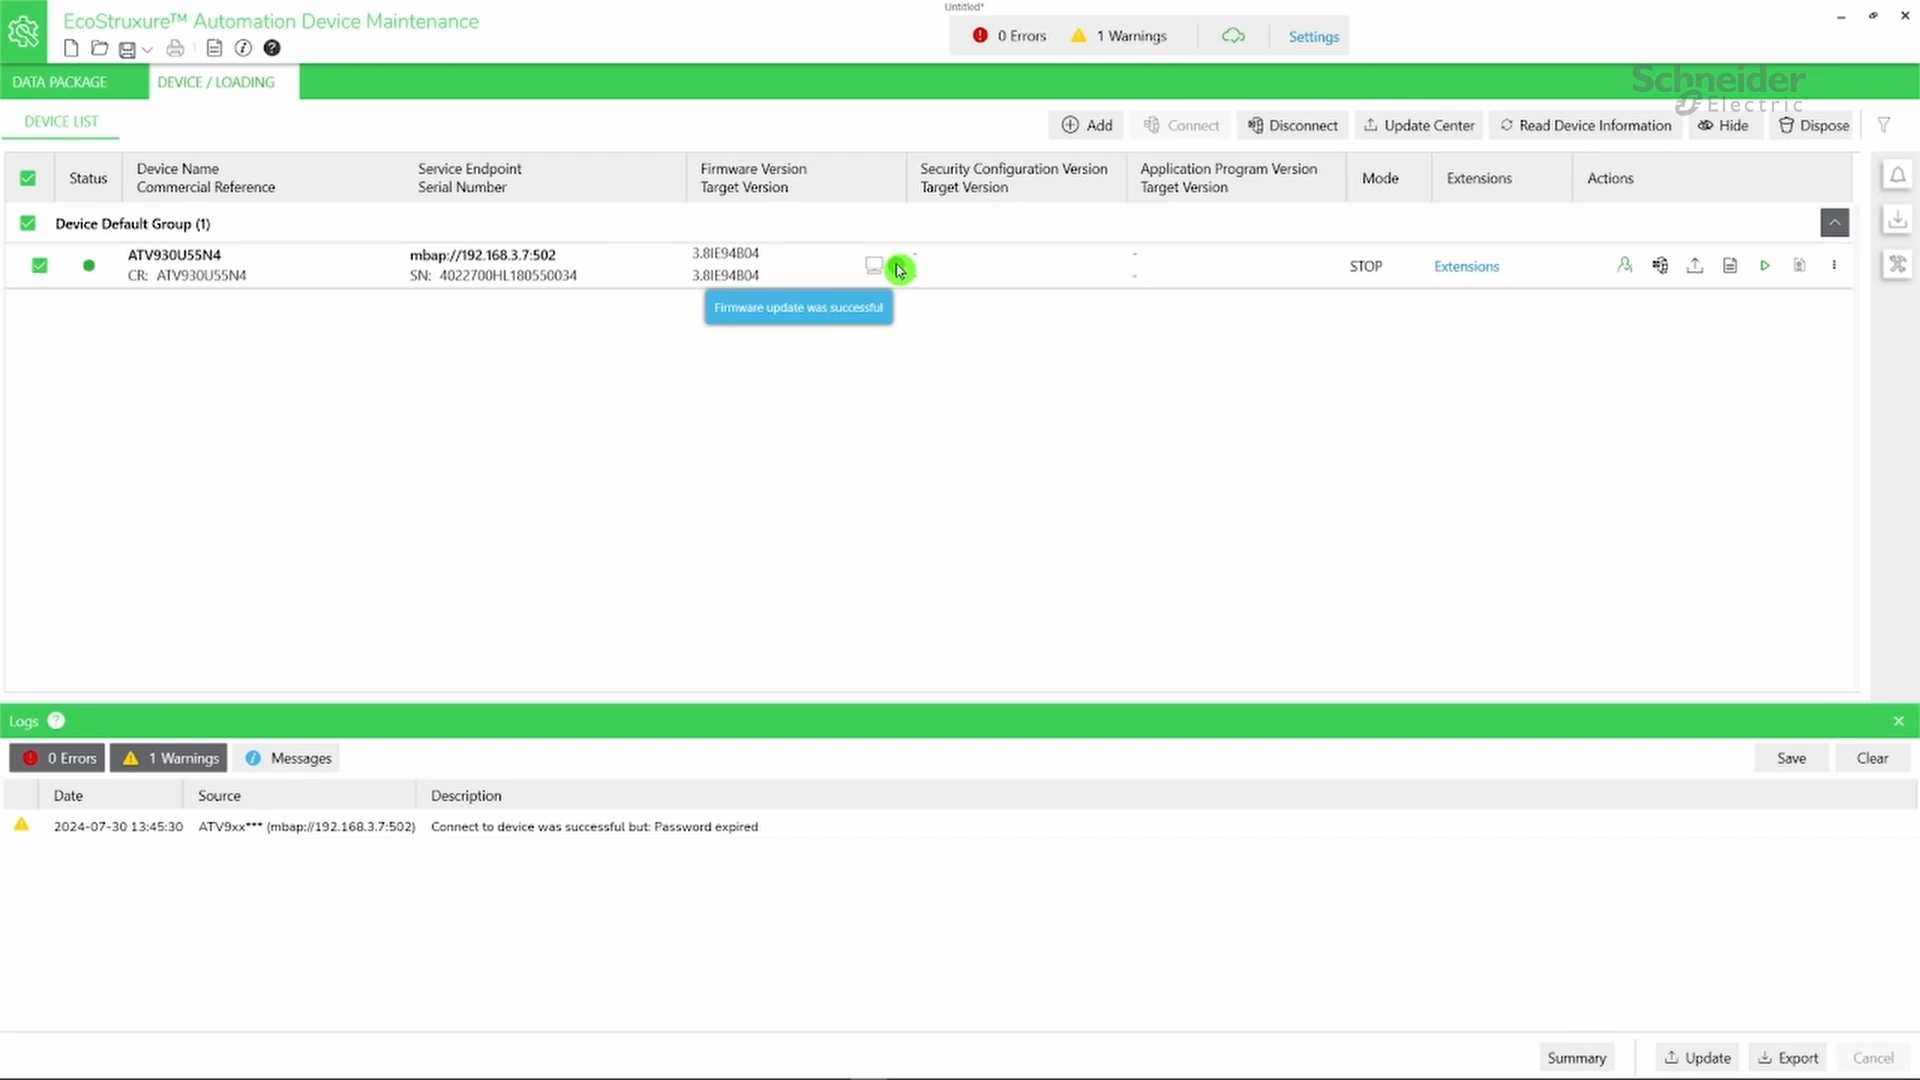 Untitled*
EcoStruxure™ Automation Device Maintenance
0 Errors
1 Warnings
Settings
DATA PACKAGE
DEVICE / LOADING
Schneider
Electric
DEVICE LIST
Add
Connect
Disconnect
Update Center
Read Device Information
Hide
Dispose
Status
Device Name
Commercial Reference
Service Endpoint
Serial Number
Firmware Version
Target Version
Security Configuration Version
Target Version
Application Program Version
Target Version
Mode
Extensions
Actions
Device Default Group (1)
ATV930U55N4
CR: ATV930U55N4
mbap://192.168.3.7:502
SN: 4022700HL180550034
3.8IE94B04
3.8IE94B04
-
-
-
-
STOP
Extensions
Firmware update was successful
Logs ?
0 Errors
1 Warnings
Messages
Save
Clear
Date
Source
Description
2024-07-30 13:45:30
ATV9xx*** (mbap://192.168.3.7:502)
Connect to device was successful but: Password expired
Summary
Update
Export
Cancel